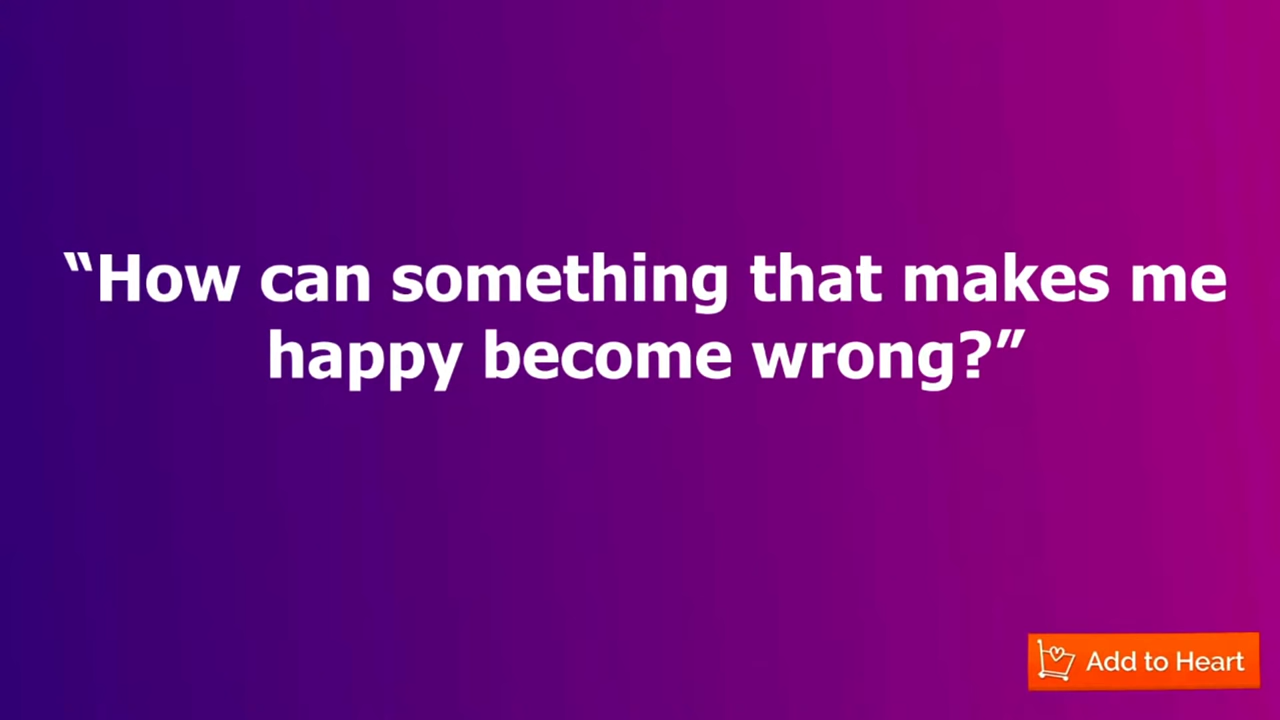 “How can something that makes me
happy become wrong?”
Add to Heart